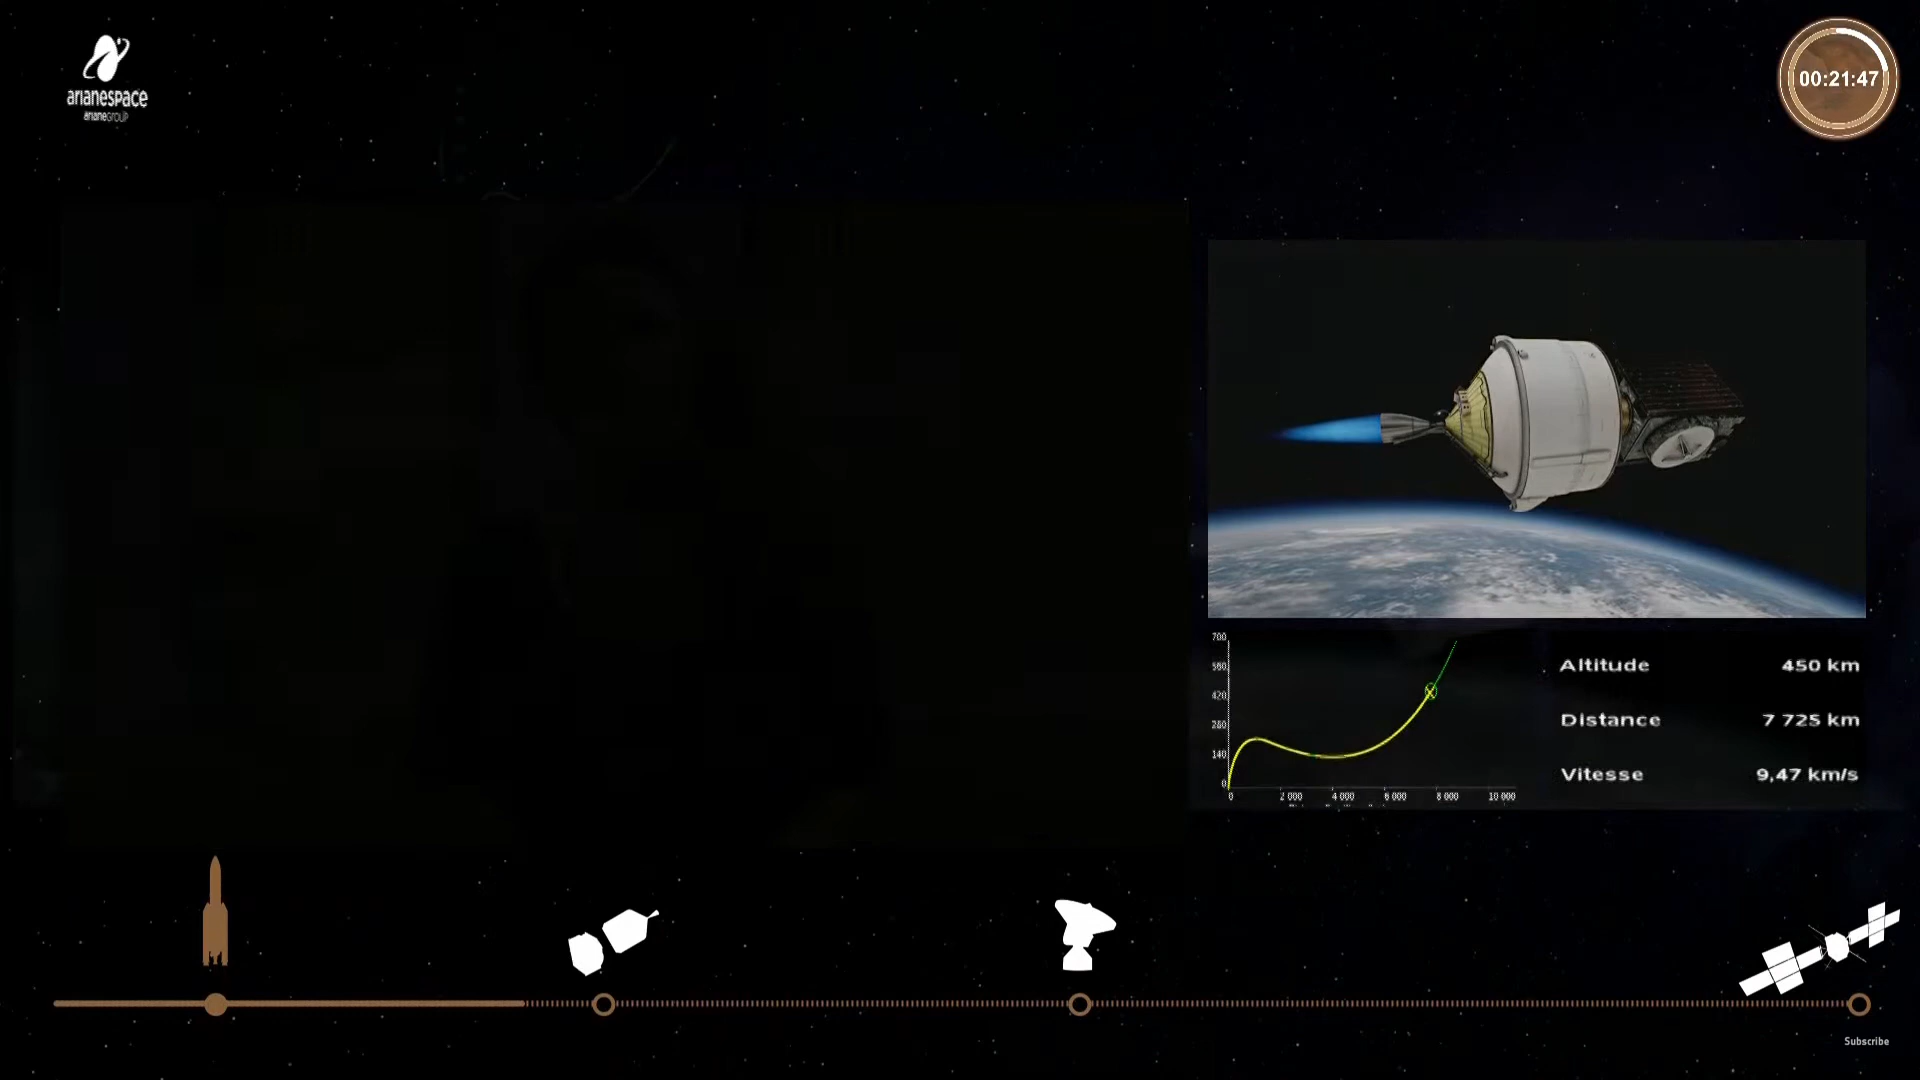 arianespace
arianeGROUP
00:21:47
700
560
420
280
140
0
0 2 000 4 000 6 000 8 000 10 000
Altitude 450 km
Distance 7 725 km
Vitesse 9,47 km/s
Subscribe